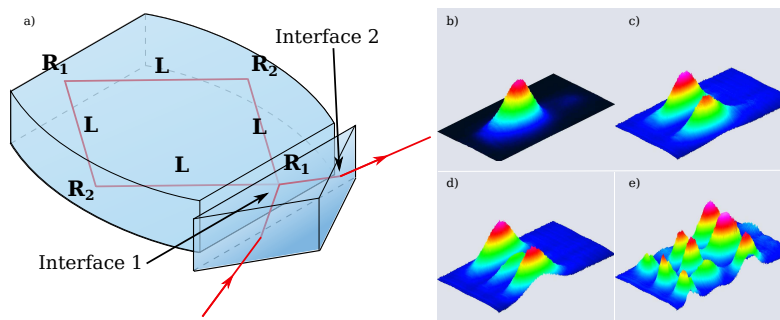 a)
Interface 2
R₁
L
R₂
L
L
L
R₁
R₂
Interface 1
b)
c)
d)
e)